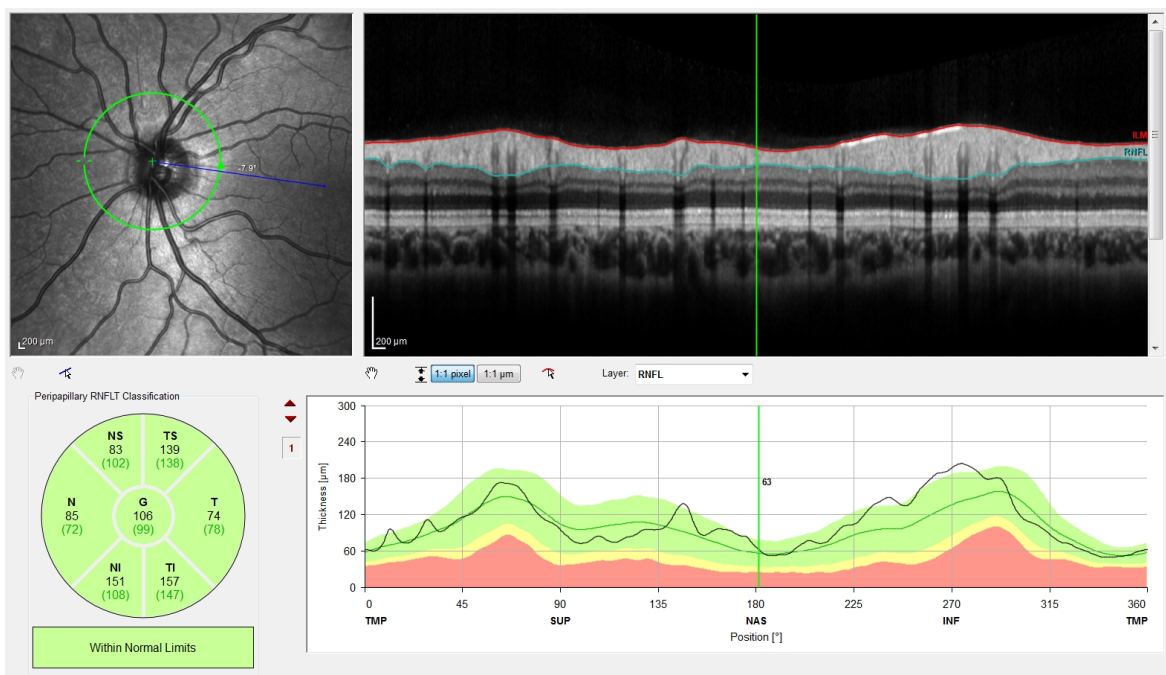 -7.9°
200 µm
ILM
RNFL
200 µm
1:1 pixel
1:1 µm
Layer:
RNFL
Peripapillary RNFLT Classification
NS
83
(102)
TS
139
(138)
N
85
(72)
G
106
(99)
T
74
(78)
NI
151
(108)
TI
157
(147)
Within Normal Limits
1
Thickness [µm]
300
240
180
120
60
0
63
0
45
90
135
180
225
270
315
360
TMP
SUP
NAS
INF
TMP
Position [°]